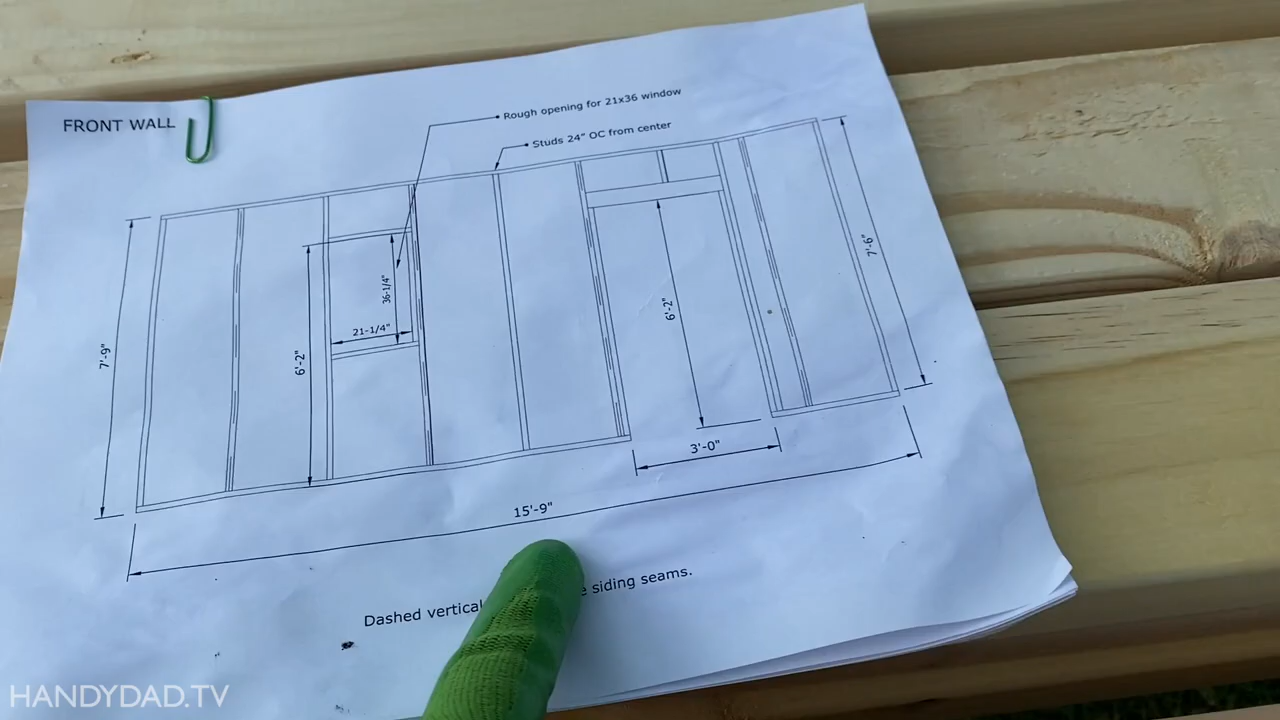 FRONT WALL
Rough opening for 21x36 window
Studs 24" OC from center
7'-9"
6'-2"
36-1/4"
21-1/4"
6'-2"
7'-6"
3'-0"
15'-9"
Dashed vertical siding seams.
HANDYDAD.TV